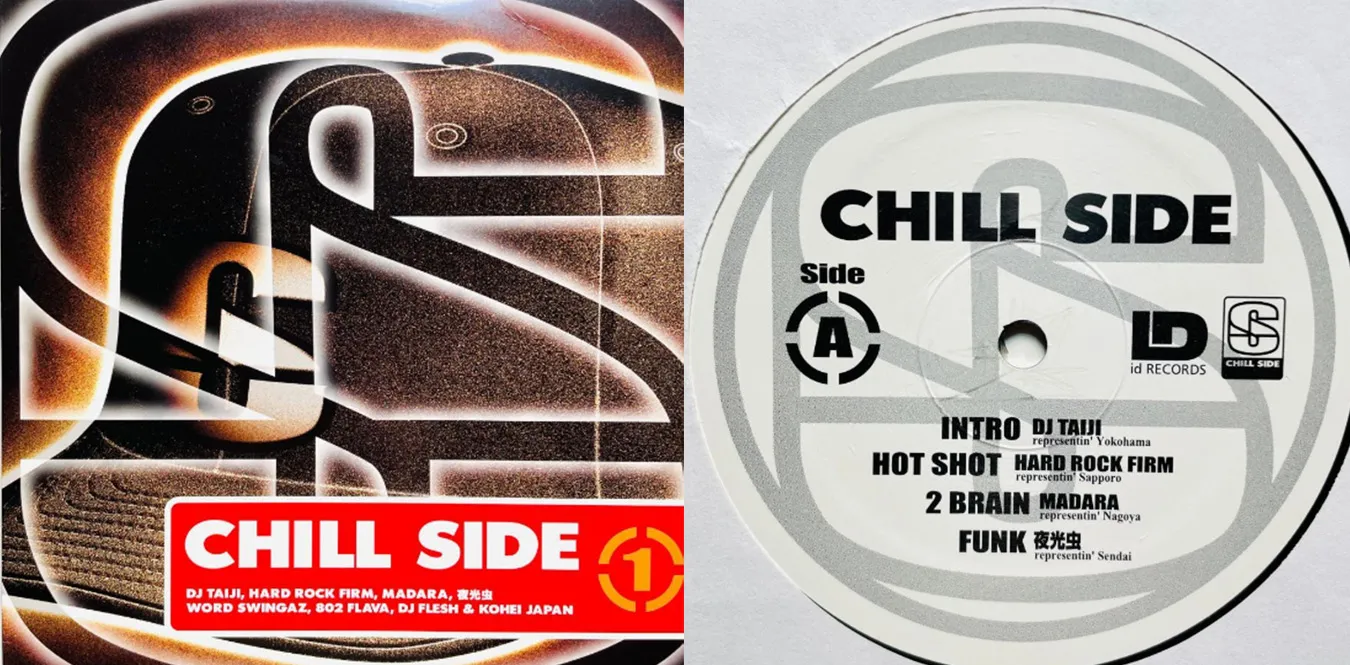 CHILL SIDE
1
DJ TAIJI, HARD ROCK FIRM, MADARA, 夜光虫
WORD SWINGAZ, 802 FLAVA, DJ FLESH & KOHEI JAPAN
CHILL SIDE
Side
A
ID
id RECORDS
CS
CHILL SIDE
INTRO DJ TAIJI
representin' Yokohama
HOT SHOT HARD ROCK FIRM
representin' Sapporo
2 BRAIN MADARA
representin' Nagoya
FUNK 夜光虫
representin' Sendai